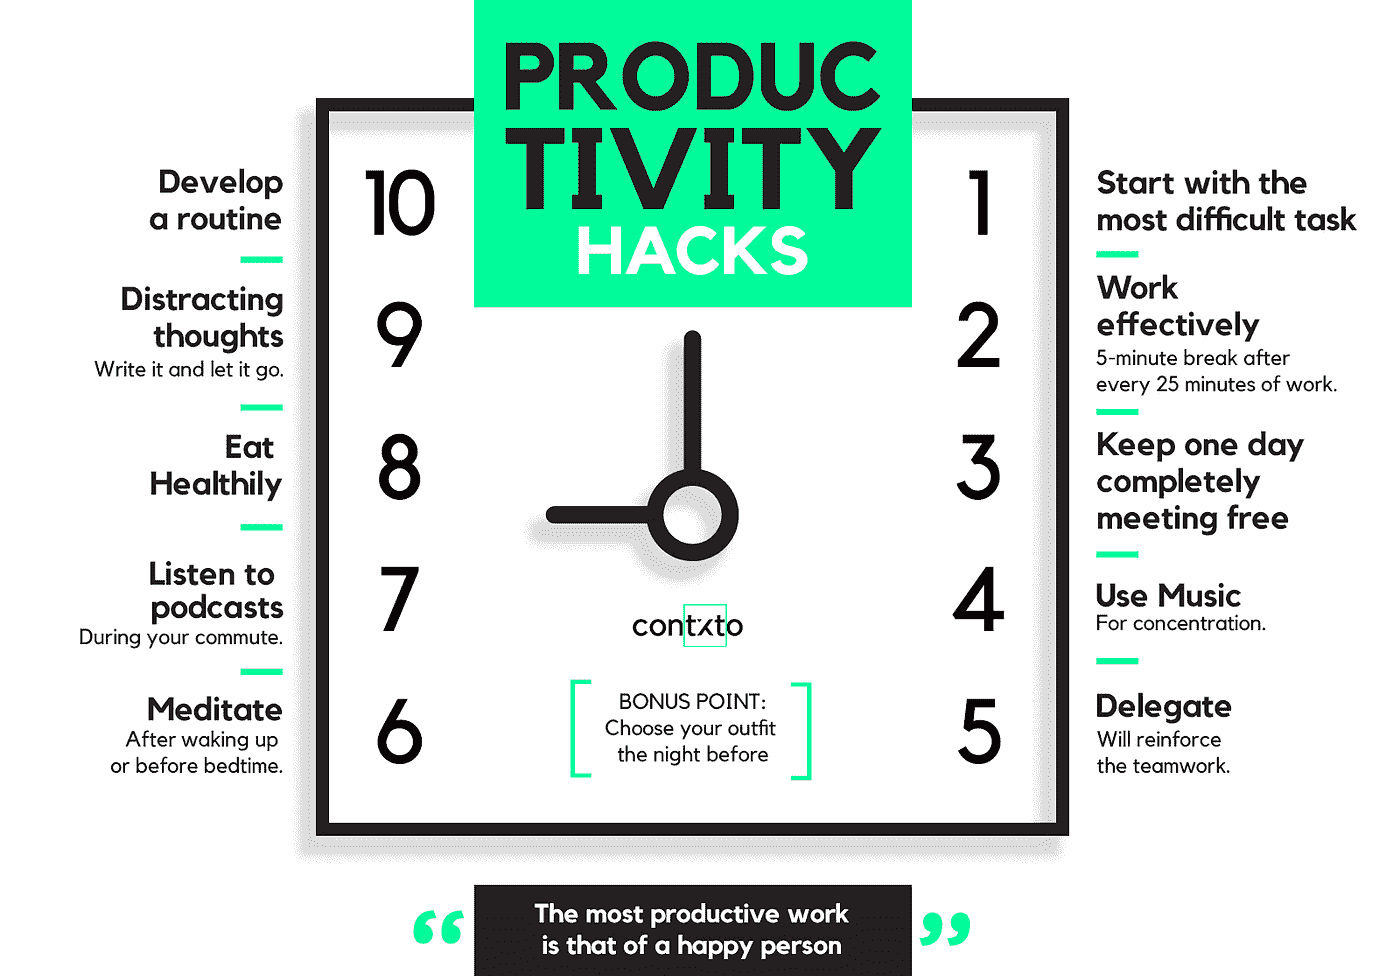 PRODUC
TIVITY
HACKS
1
Start with the
most difficult task
2
Work
effectively
5-minute break after
every 25 minutes of work.
3
Keep one day
completely
meeting free
4
Use Music
For concentration.
5
Delegate
Will reinforce
the teamwork.
6
Meditate
After waking up
or before bedtime.
7
Listen to
podcasts
During your commute.
8
Eat
Healthily
9
Distracting
thoughts
Write it and let it go.
10
Develop
a routine
contxto
BONUS POINT:
Choose your outfit
the night before
“The most productive work
is that of a happy person”